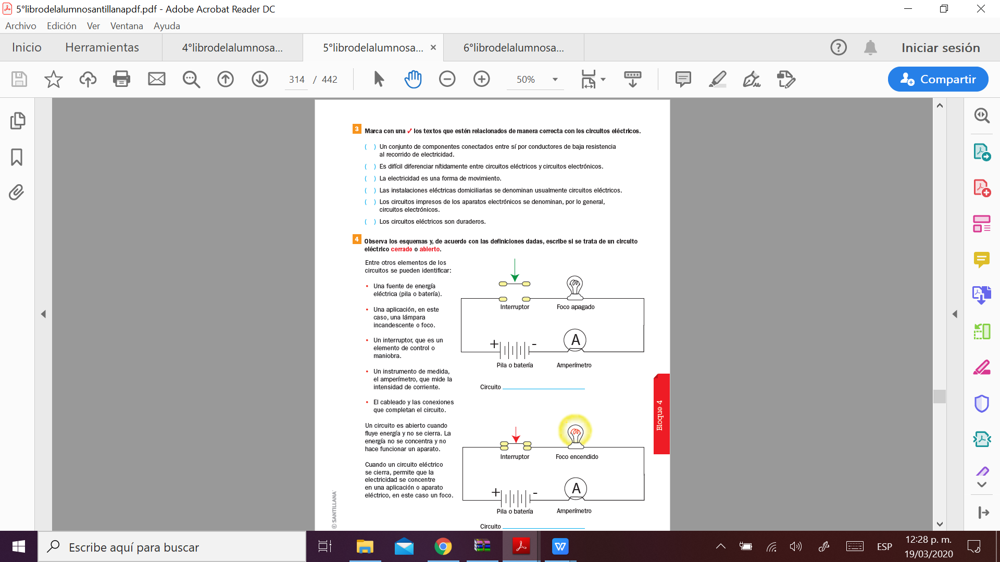 5°librodelalumnosantillanapdf.pdf - Adobe Acrobat Reader DC
Archivo Edición Ver Ventana Ayuda
Inicio Herramientas 4°librodelalumnosa... 5°librodelalumnosa... × 6°librodelalumnosa... Iniciar sesión
314 / 442 50% Compartir
3 Marca con una ✓ los textos que estén relacionados de manera correcta con los circuitos eléctricos.
( ) Un conjunto de componentes conectados entre sí por conductores de baja resistencia
al recorrido de electricidad.
( ) Es difícil diferenciar nítidamente entre circuitos eléctricos y circuitos electrónicos.
( ) La electricidad es una forma de movimiento.
( ) Las instalaciones eléctricas domiciliarias se denominan usualmente circuitos eléctricos.
( ) Los circuitos impresos de los aparatos electrónicos se denominan, por lo general,
circuitos electrónicos.
( ) Los circuitos eléctricos son duraderos.
4 Observa los esquemas y, de acuerdo con las definiciones dadas, escribe si se trata de un circuito
eléctrico cerrado o abierto.
Entre otros elementos de los
circuitos se pueden identificar:
• Una fuente de energía
eléctrica (pila o batería).
• Una aplicación, en este
caso, una lámpara
incandescente o foco.
• Un interruptor, que es un
elemento de control o
maniobra.
• Un instrumento de medida,
el amperímetro, que mide la
intensidad de corriente.
• El cableado y las conexiones
que completan el circuito.
Un circuito es abierto cuando
fluye energía y no se cierra. La
energía no se concentra y no
hace funcionar un aparato.
Cuando un circuito eléctrico
se cierra, permite que la
electricidad se concentre
en una aplicación o aparato
eléctrico, en este caso un foco.
Interruptor Foco apagado
+ - A
Pila o batería Amperímetro
Circuito ____________
Interruptor Foco encendido
+ - A
Pila o batería Amperímetro
Circuito ____________
Bloque 4
© SANTILLANA
Escribe aquí para buscar
ESP
12:28 p. m.
19/03/2020